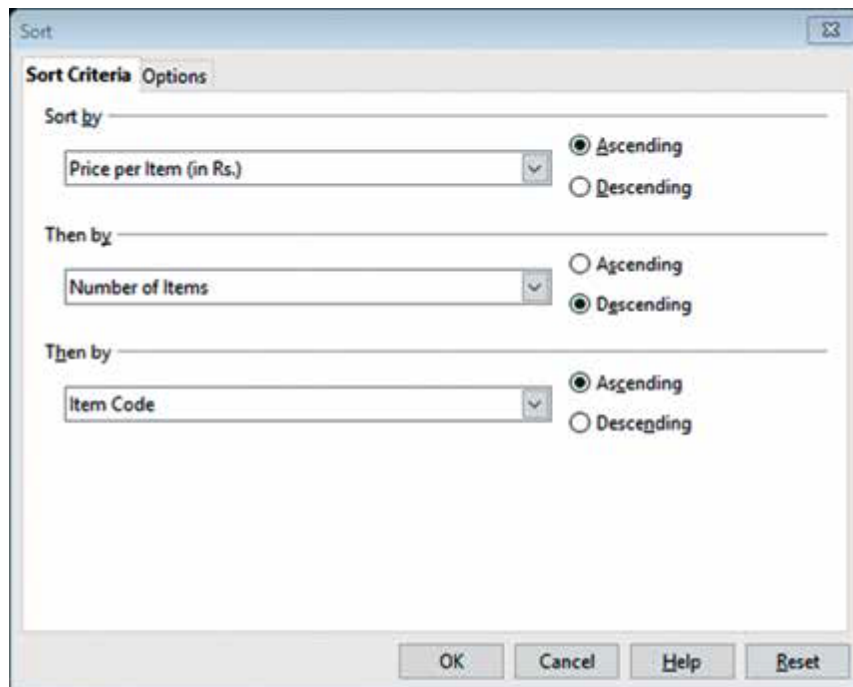 Sort
Sort Criteria Options
Sort by
Price per Item (in Rs.)
Ascending
Descending
Then by
Number of Items
Ascending
Descending
Then by
Item Code
Ascending
Descending
OK Cancel Help Reset